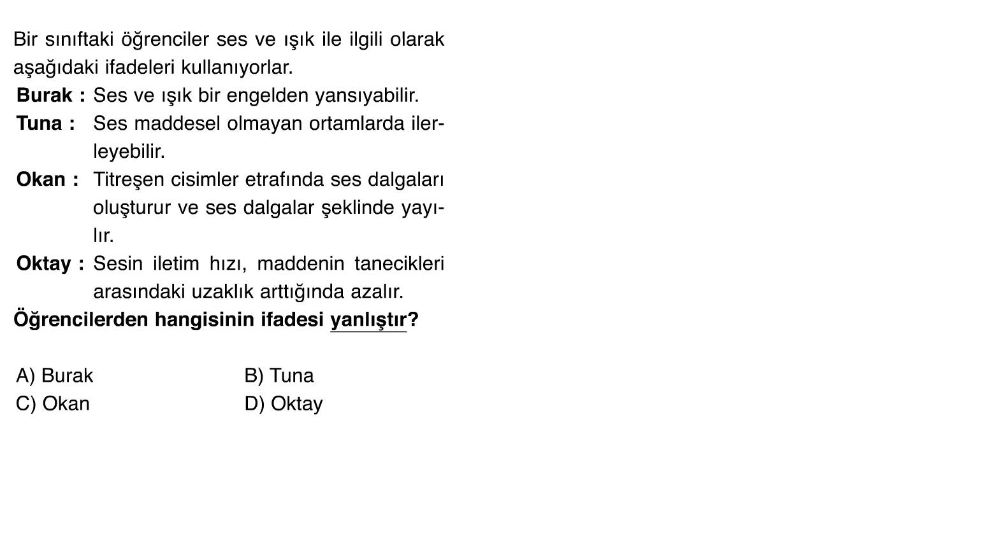 Bir sınıftaki öğrenciler ses ve ışık ile ilgili olarak
aşağıdaki ifadeleri kullanıyorlar.
Burak : Ses ve ışık bir engelden yansıyabilir.
Tuna : Ses maddesel olmayan ortamlarda iler-
leyebilir.
Okan : Titreşen cisimler etrafında ses dalgaları
oluşturur ve ses dalgalar şeklinde yayı-
lır.
Oktay : Sesin iletim hızı, maddenin tanecikleri
arasındaki uzaklık arttığında azalır.
Öğrencilerden hangisinin ifadesi yanlıştır?
A) Burak B) Tuna
C) Okan D) Oktay